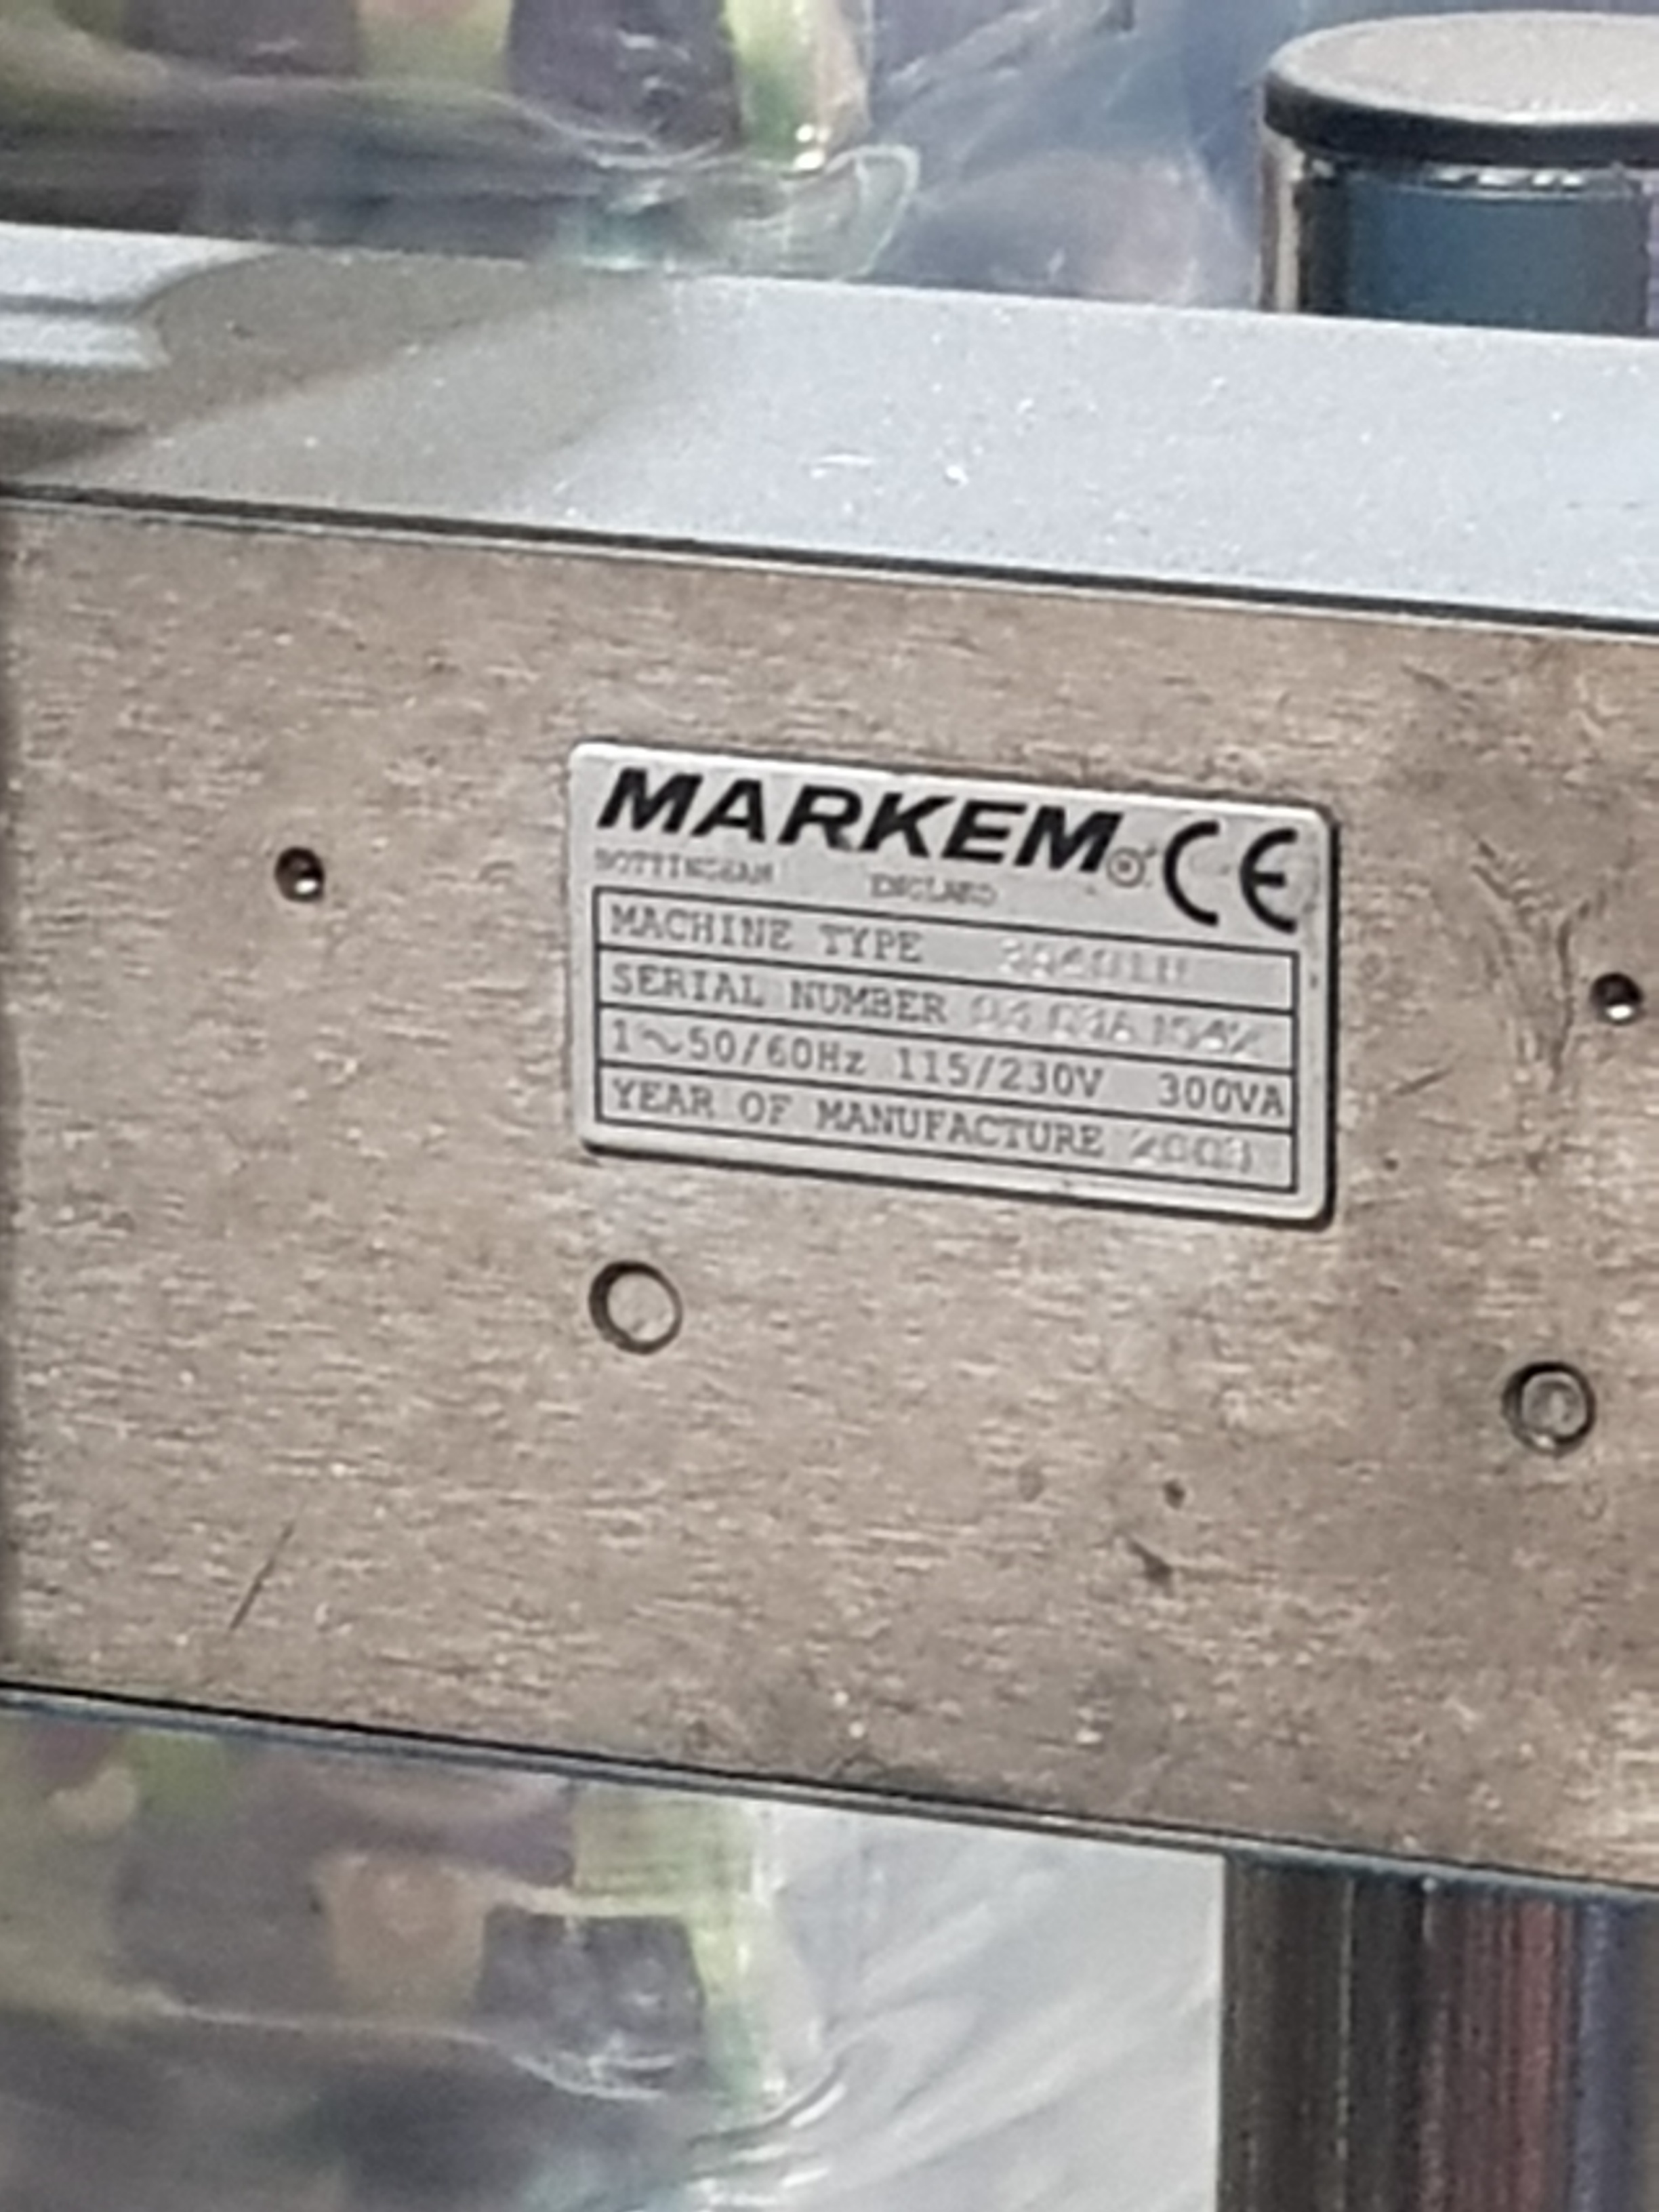 MARKEM CE
NOTTINGHAM ENGLAND
MACHINE TYPE
SERIAL NUMBER
1~50/60Hz 115/230V 300VA
YEAR OF MANUFACTURE